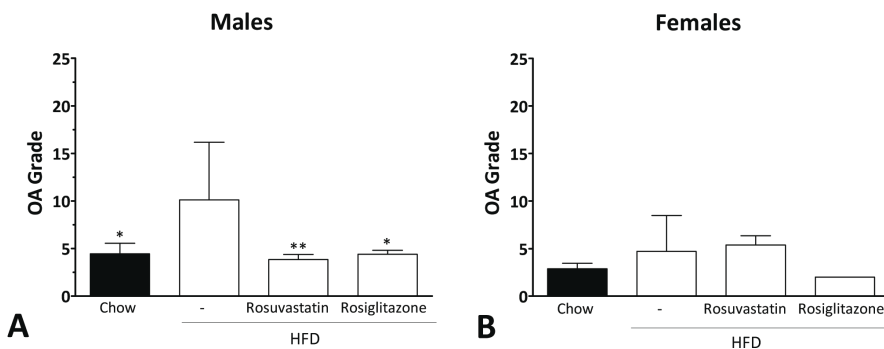 Males
OA Grade
25
20
15
10
5
0
*
**
*
Chow
-
Rosuvastatin
Rosiglitazone
HFD
A
Females
OA Grade
25
20
15
10
5
0
Chow
-
Rosuvastatin
Rosiglitazone
HFD
B